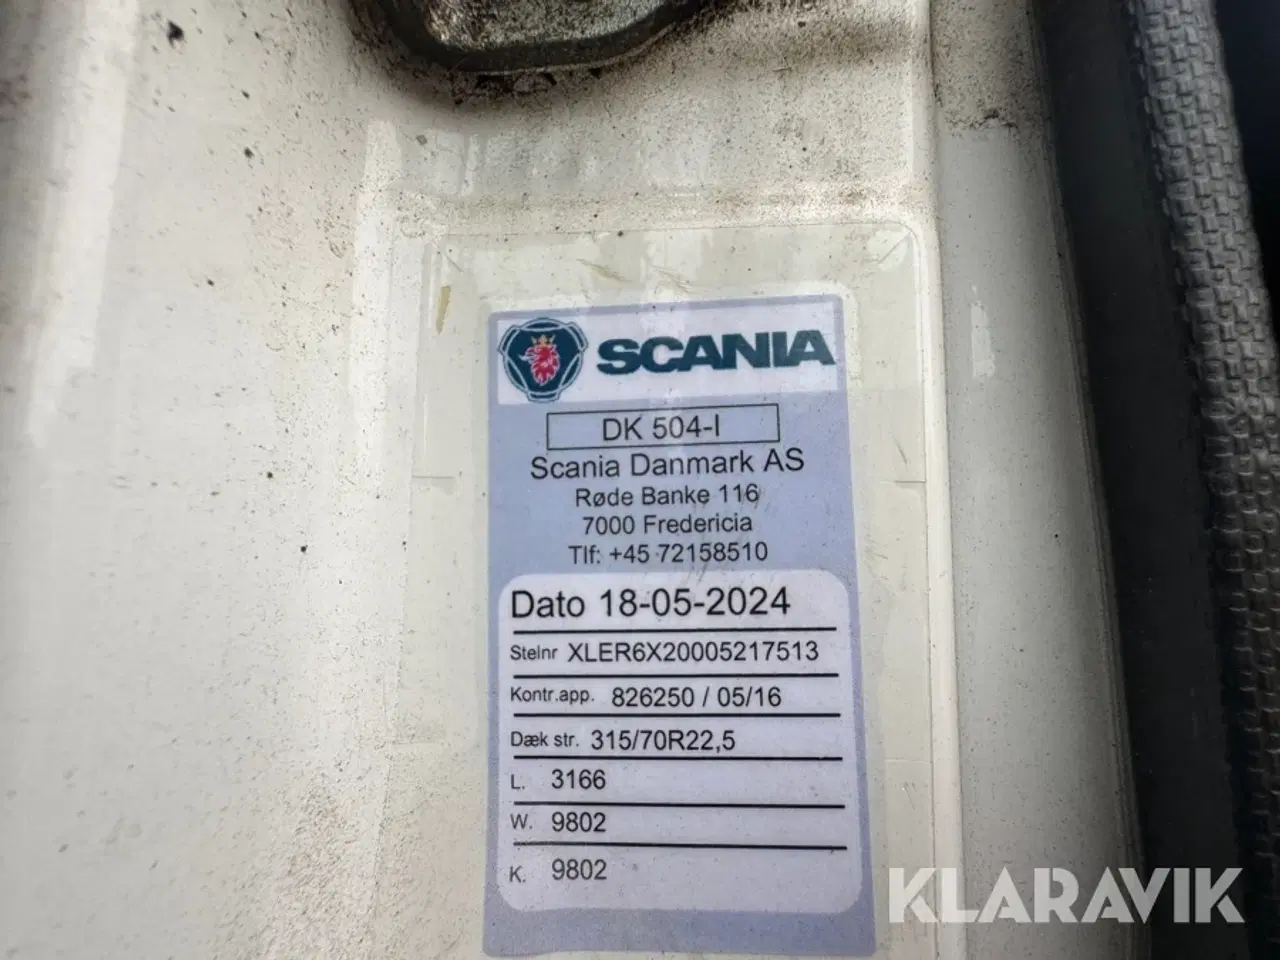 SCANIA
DK 504-I
Scania Danmark AS
Røde Banke 116
7000 Fredericia
Tlf: +45 72158510
Dato 18-05-2024
Stelnr XLER6X20005217513
Kontr.app. 826250 / 05/16
Dæk str. 315/70R22,5
L. 3166
W. 9802
K. 9802
KLARAVIK